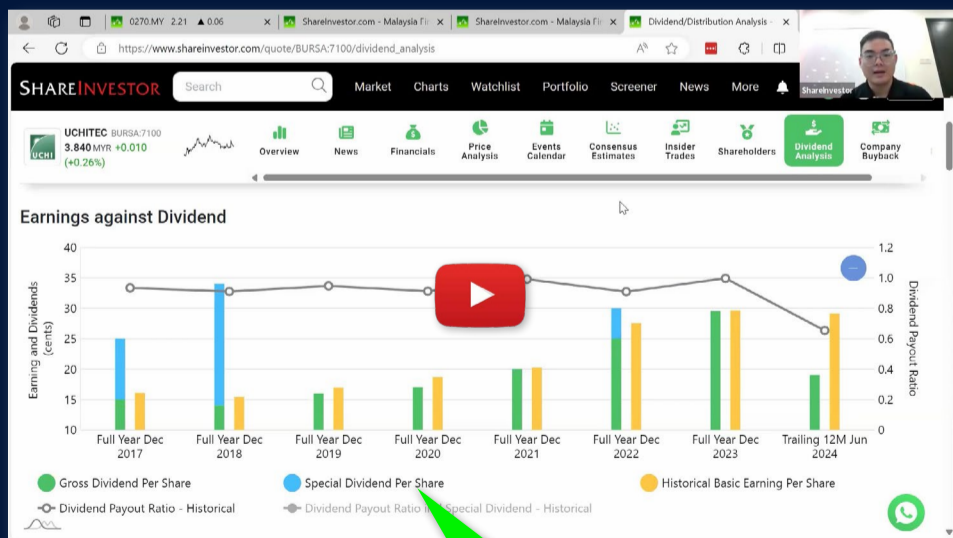 0270.MY 2.21 ▲ 0.06
ShareInvestor.com - Malaysia Fir
ShareInvestor.com - Malaysia Fir
Dividend/Distribution Analysis -
https://www.shareinvestor.com/quote/BURSA:7100/dividend_analysis
ShareInvestor
SHAREINVESTOR
Search
Market Charts Watchlist Portfolio Screener News More
UCHI
UCHITEC BURSA:7100
3.840 MYR +0.010
(+0.26%)
Overview
News
Financials
Price
Analysis
Events
Calendar
Consensus
Estimates
Insider
Trades
Shareholders
Dividend
Analysis
Company
Buyback
Earnings against Dividend
Earning and Dividends
(cents)
40
35
30
25
20
15
10
1.2
1.0
0.8
0.6
0.4
0.2
0
Dividend Payout Ratio
Full Year Dec
2017
Full Year Dec
2018
Full Year Dec
2019
Full Year Dec
2020
Full Year Dec
2021
Full Year Dec
2022
Full Year Dec
2023
Trailing 12M Jun
2024
Gross Dividend Per Share
Special Dividend Per Share
Historical Basic Earning Per Share
Dividend Payout Ratio - Historical
Dividend Payout Ratio Special Dividend - Historical